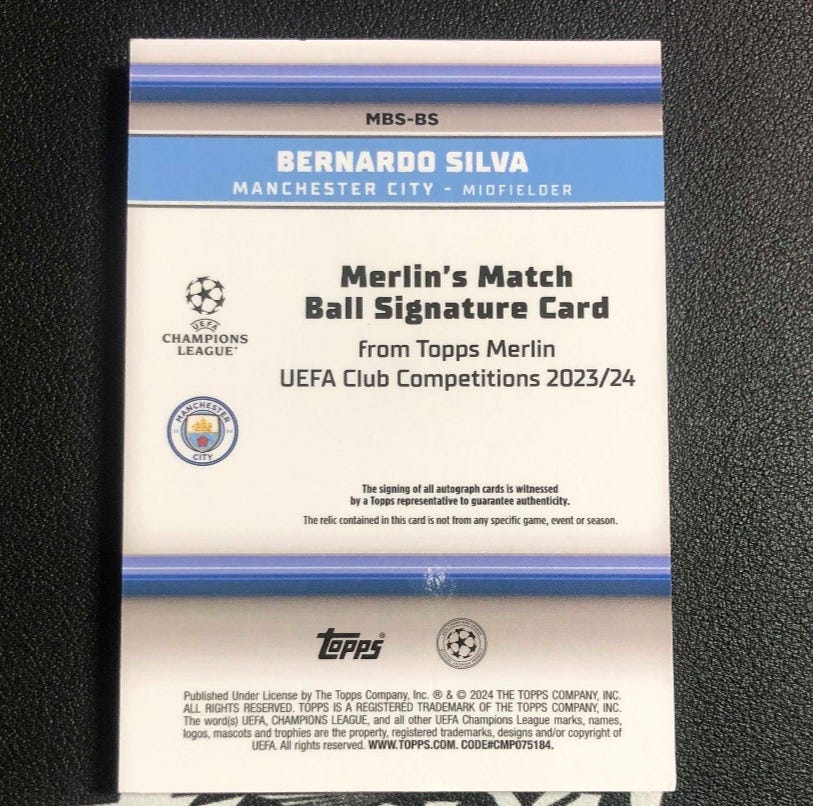 MBS-BS
BERNARDO SILVA
MANCHESTER CITY - MIDFIELDER
Merlin's Match
Ball Signature Card
from Topps Merlin
UEFA Club Competitions 2023/24
UEFA
CHAMPIONS
LEAGUE
MANCHESTER
CITY
The signing of all autograph cards is witnessed
by a Topps representative to guarantee authenticity.
The relic contained in this card is not from any specific game, event or season.
topps®
Published Under License by The Topps Company, Inc. ® & © 2024 THE TOPPS COMPANY, INC.
ALL RIGHTS RESERVED. TOPPS IS A REGISTERED TRADEMARK OF THE TOPPS COMPANY, INC.
The word(s) UEFA, CHAMPIONS LEAGUE, and all other UEFA Champions League marks, names,
logos, mascots and trophies are the property, registered trademarks, designs and/or copyright of
UEFA. All rights reserved. WWW.TOPPS.COM. CODE#CMP075184.